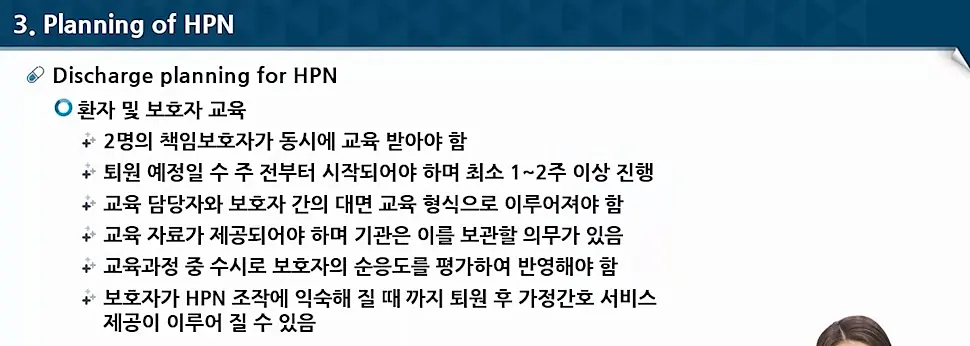 3. Planning of HPN
Discharge planning for HPN
환자 및 보호자 교육
2명의 책임보호자가 동시에 교육 받아야 함
퇴원 예정일 수 주 전부터 시작되어야 하며 최소 1~2주 이상 진행
교육 담당자와 보호자 간의 대면 교육 형식으로 이루어져야 함
교육 자료가 제공되어야 하며 기관은 이를 보관할 의무가 있음
교육과정 중 수시로 보호자의 순응도를 평가하여 반영해야 함
보호자가 HPN 조작에 익숙해 질 때 까지 퇴원 후 가정간호 서비스
제공이 이루어 질 수 있음